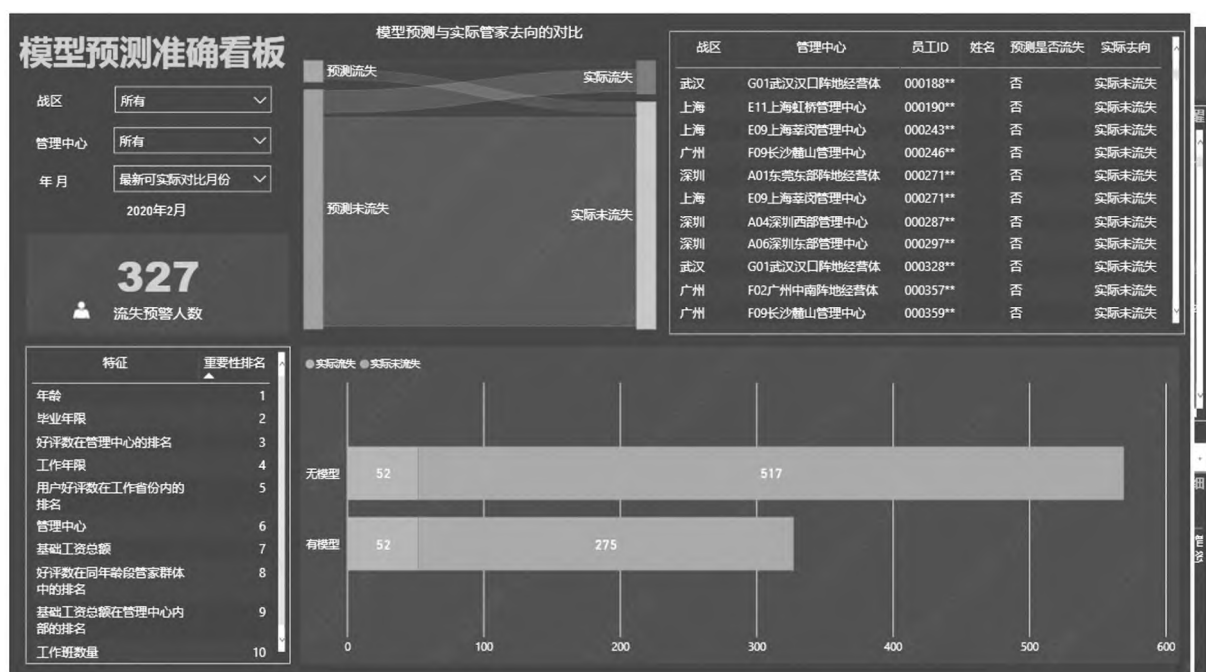 模型预测准确看板
战区
所有
管理中心
所有
年月
最新可实际对比月份
2020年2月
327
流失预警人数
模型预测与实际管家去向的对比
预测流失
实际流失
预测未流失
实际未流失
战区 管理中心 员工ID 姓名 预测是否流失 实际去向
武汉 G01武汉汉口阵地经营体 000188** 否 实际未流失
上海 E11上海虹桥管理中心 000190** 否 实际未流失
上海 E09上海莘闵管理中心 000243** 否 实际未流失
广州 F09长沙麓山管理中心 000246** 否 实际未流失
深圳 A01东莞东部阵地经营体 000271** 否 实际未流失
上海 E09上海莘闵管理中心 000271** 否 实际未流失
深圳 A04深圳西部管理中心 000287** 否 实际未流失
深圳 A06深圳东部管理中心 000297** 否 实际未流失
武汉 G01武汉汉口阵地经营体 000328** 否 实际未流失
广州 F02广州中南阵地经营体 000357** 否 实际未流失
广州 F09长沙麓山管理中心 000359** 否 实际未流失
特征 重要性排名
年龄 1
毕业年限 2
好评数在管理中心的排名 3
工作年限 4
用户好评数在工作省份内的 5
排名
管理中心 6
基础工资总额 7
好评数在同年龄段管家群体 8
中的排名
基础工资总额在管理中心内 9
部的排名
工作班数量 10
实际流失 实际未流失
无模型 52 517
有模型 52 275
0 100 200 300 400 500 600